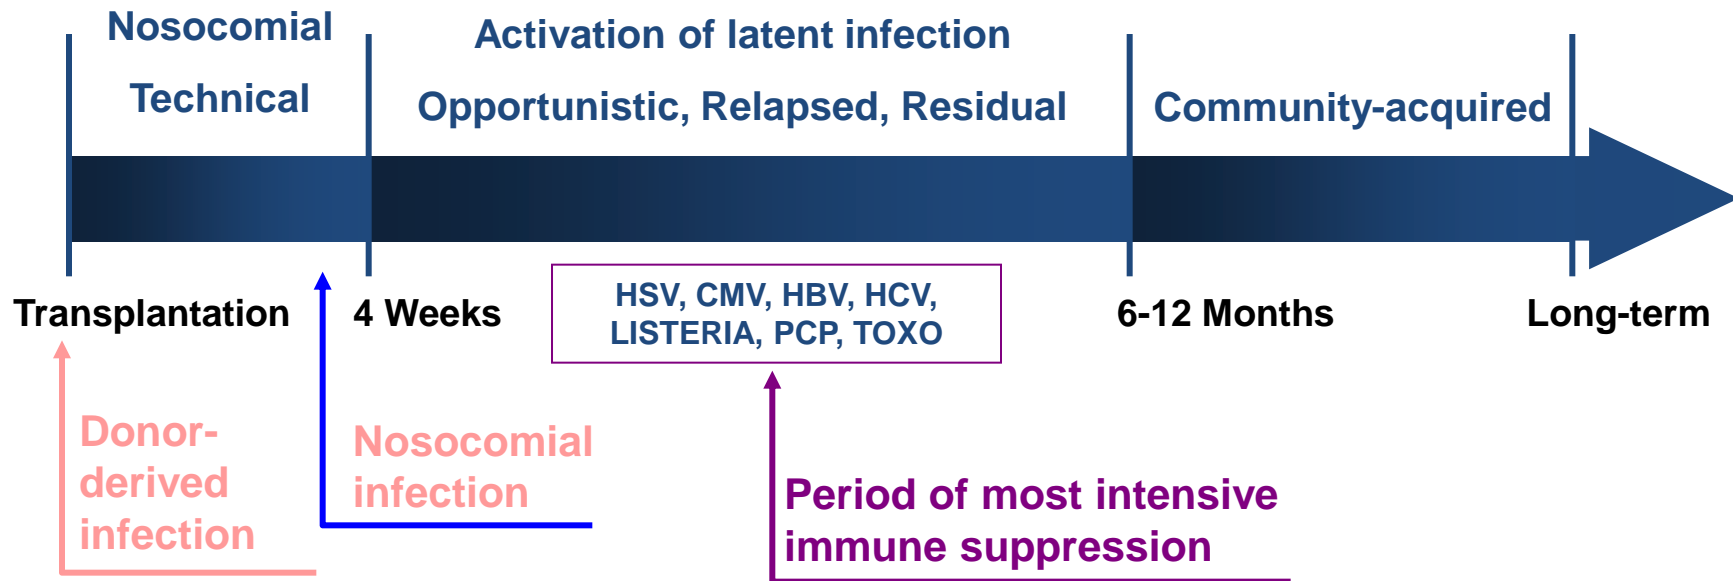 Nosocomial
Technical
Activation of latent infection
Opportunistic, Relapsed, Residual
Community-acquired
Transplantation
4 Weeks
HSV, CMV, HBV, HCV,
LISTERIA, PCP, TOXO
6-12 Months
Long-term
Donor-
derived
infection
Nosocomial
infection
Period of most intensive
immune suppression